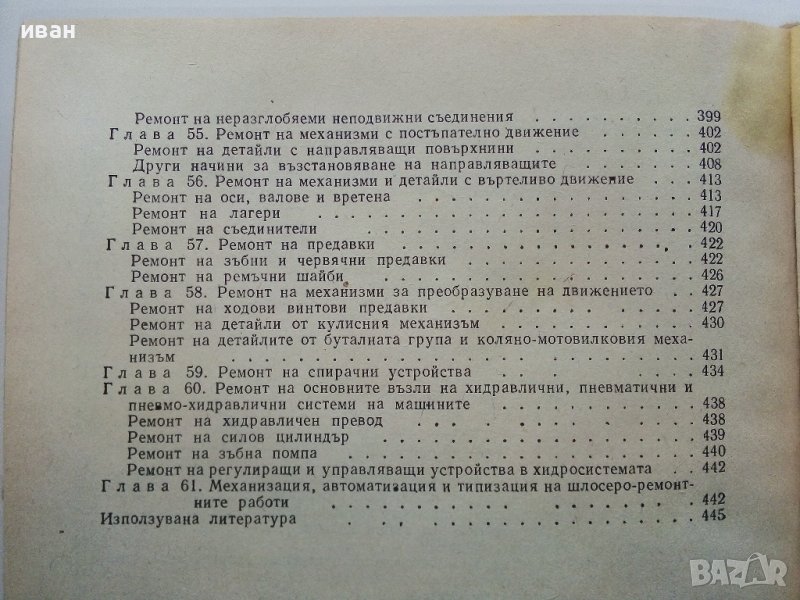 иван
Ремонт на неразглобяеми неподвижни съединения . . . . . . . . . . 399
Глава 55. Ремонт на механизми с постъпателно движение . . . . . . . 402
Ремонт на детайли с направляващи повърхнини . . . . . . . . . . 402
Други начини за възстановяване на направляващите . . . . . . . . 408
Глава 56. Ремонт на механизми и детайли с въртеливо движение . . . 413
Ремонт на оси, валове и вретена . . . . . . . . . . . . . . . . 413
Ремонт на лагери . . . . . . . . . . . . . . . . . . . . 417
Ремонт на съединители . . . . . . . . . . . . . . . . . . 420
Глава 57. Ремонт на предавки . . . . . . . . . . . . . . . . . 422
Ремонт на зъбни и червячни предавки . . . . . . . . . . . . . 422
Ремонт на ремъчни шайби . . . . . . . . . . . . . . . . . . 426
Глава 58. Ремонт на механизми за преобразуване на движението . . 427
Ремонт на ходови винтови предавки . . . . . . . . . . . . . . 427
Ремонт на детайли от кулисния механизъм . . . . . . . . . . . 430
Ремонт на детайлите от буталната група и коляно-мотовилковия меха-
низъм . . . . . . . . . . . . . . . . . . . . . . . . 431
Глава 59. Ремонт на спирачни устройства . . . . . . . . . . . . 434
Глава 60. Ремонт на основните възли на хидравлични, пневматични и
пневмо-хидравлични системи на машините . . . . . . . . . . 438
Ремонт на хидравличен превод . . . . . . . . . . . . . . . . 438
Ремонт на силов цилиндър . . . . . . . . . . . . . . . . . 439
Ремонт на зъбна помпа . . . . . . . . . . . . . . . . . . 440
Ремонт на регулиращи и управляващи устройства в хидросистемата . . 442
Глава 61. Механизация, автоматизация и типизация на шлосеро-ремонт-
ните работи . . . . . . . . . . . . . . . . . . . . . . 442
Използувана литература . . . . . . . . . . . . . . . . . . 445
BAZAR